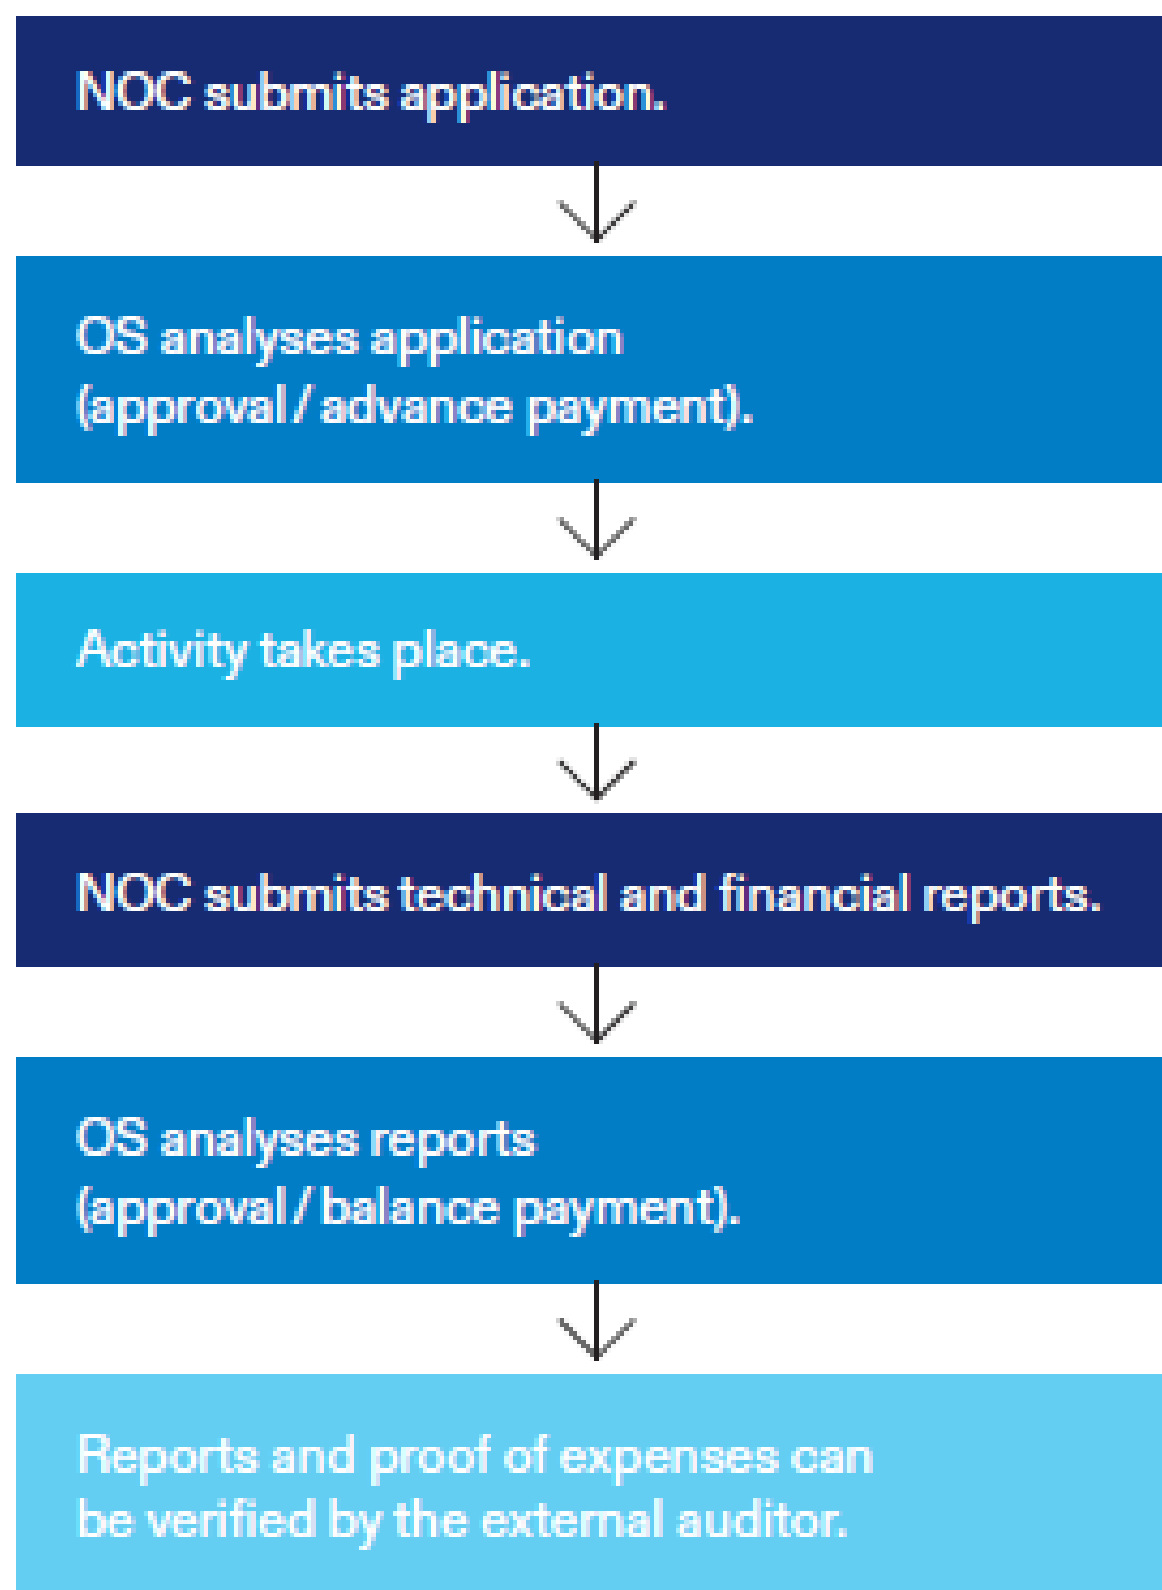 NOC submits application.
OS analyses application
(approval / advance payment).
Activity takes place.
NOC submits technical and financial reports.
OS analyses reports
(approval / balance payment).
Reports and proof of expenses can
be verified by the external auditor.